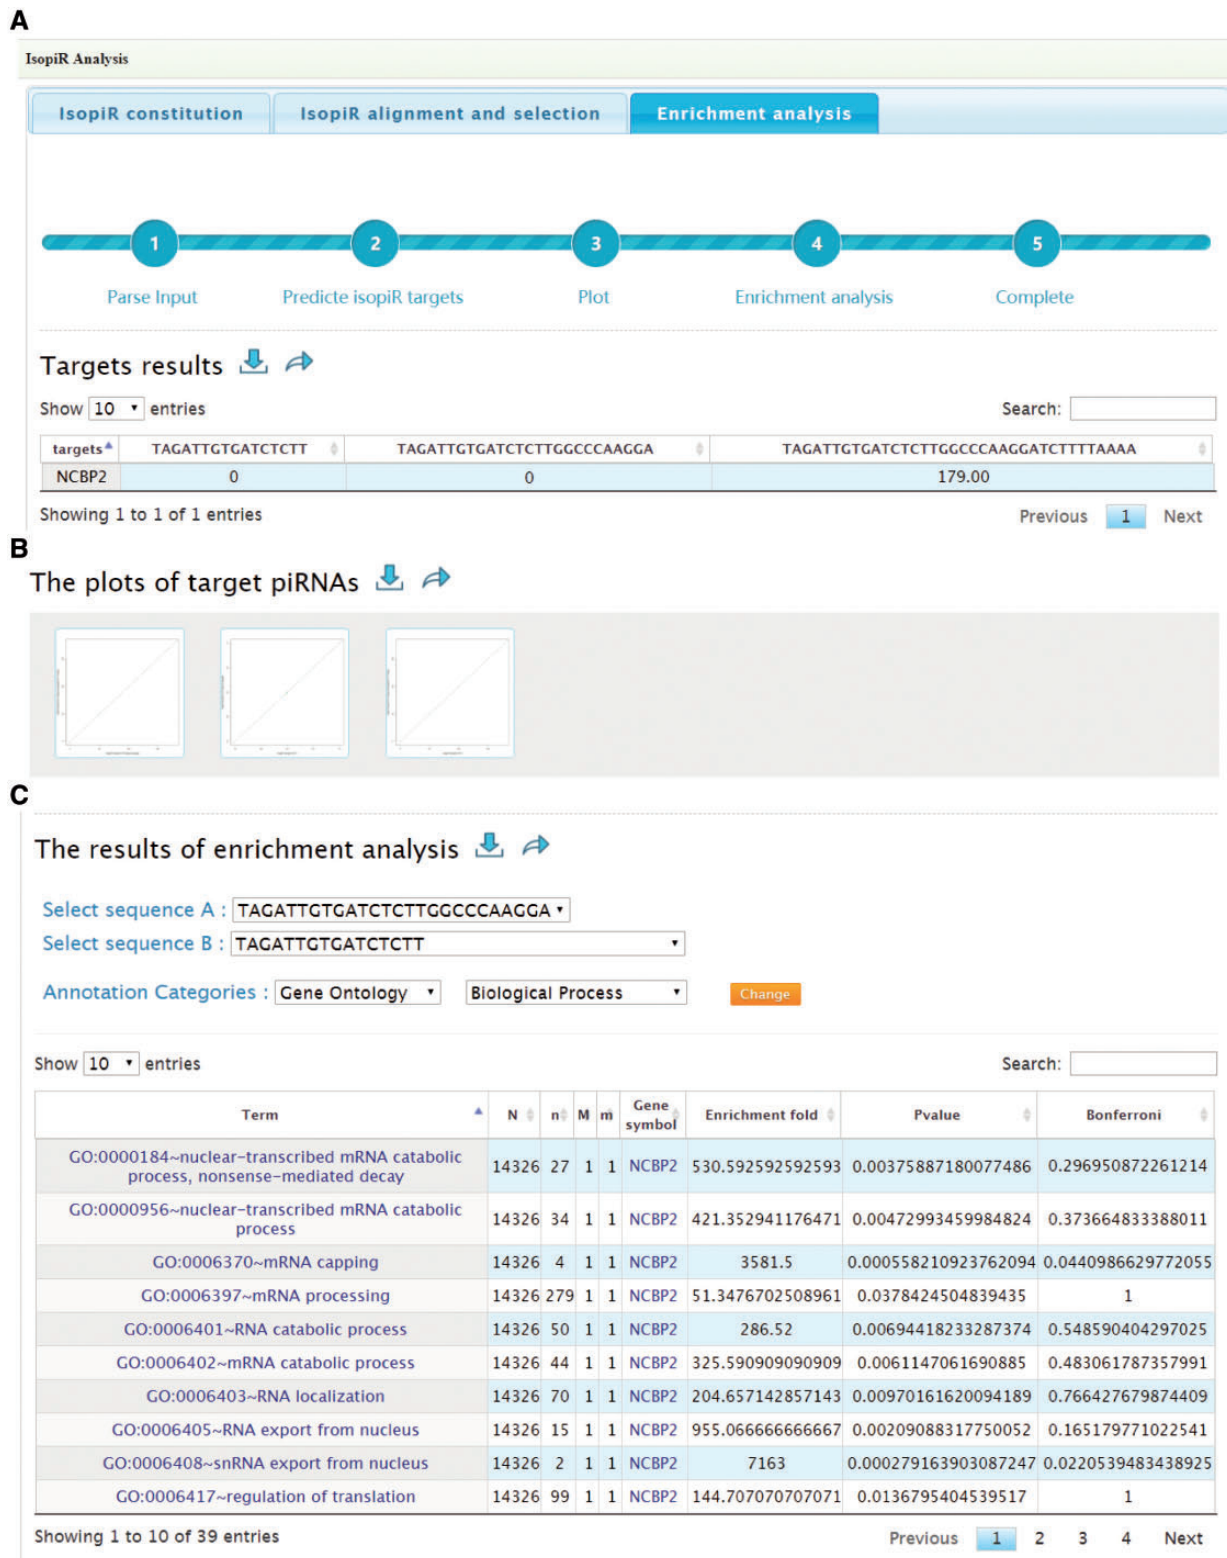 A
IsopiR Analysis
IsopiR constitution IsopiR alignment and selection Enrichment analysis
1 2 3 4 5
Parse Input Predicte isopiR targets Plot Enrichment analysis Complete
Targets results
Show 10 entries Search:
targets TAGATTGTGATCTCTT TAGATTGTGATCTCTTGGCCCAAGGA TAGATTGTGATCTCTTGGCCCAAGGATCTTTTAAAA
NCBP2 0 0 179.00
Showing 1 to 1 of 1 entries Previous 1 Next
B
The plots of target piRNAs
C
The results of enrichment analysis
Select sequence A : TAGATTGTGATCTCTTGGCCCAAGGA
Select sequence B : TAGATTGTGATCTCTT
Annotation Categories : Gene Ontology Biological Process Change
Show 10 entries Search:
Term N n M m Gene symbol Enrichment fold Pvalue Bonferroni
GO:0000184~nuclear-transcribed mRNA catabolic
process, nonsense-mediated decay 14326 27 1 1 NCBP2 530.592592592593 0.00375887180077486 0.296950872261214
GO:0000956~nuclear-transcribed mRNA catabolic
process 14326 34 1 1 NCBP2 421.352941176471 0.00472993459984824 0.373664833388011
GO:0006370~mRNA capping 14326 4 1 1 NCBP2 3581.5 0.000558210923762094 0.0440986629772055
GO:0006397~mRNA processing 14326 279 1 1 NCBP2 51.3476702508961 0.0378424504839435 1
GO:0006401~RNA catabolic process 14326 50 1 1 NCBP2 286.52 0.00694418233287374 0.548590404297025
GO:0006402~mRNA catabolic process 14326 44 1 1 NCBP2 325.590909090909 0.0061147061690885 0.483061787357991
GO:0006403~RNA localization 14326 70 1 1 NCBP2 204.657142857143 0.00970161620094189 0.766427679874409
GO:0006405~RNA export from nucleus 14326 15 1 1 NCBP2 955.066666666667 0.00209088317750052 0.165179771022541
GO:0006408~snRNA export from nucleus 14326 2 1 1 NCBP2 7163 0.000279163903087247 0.0220539483438925
GO:0006417~regulation of translation 14326 99 1 1 NCBP2 144.707070707071 0.0136795404539517 1
Showing 1 to 10 of 39 entries Previous 1 2 3 4 Next